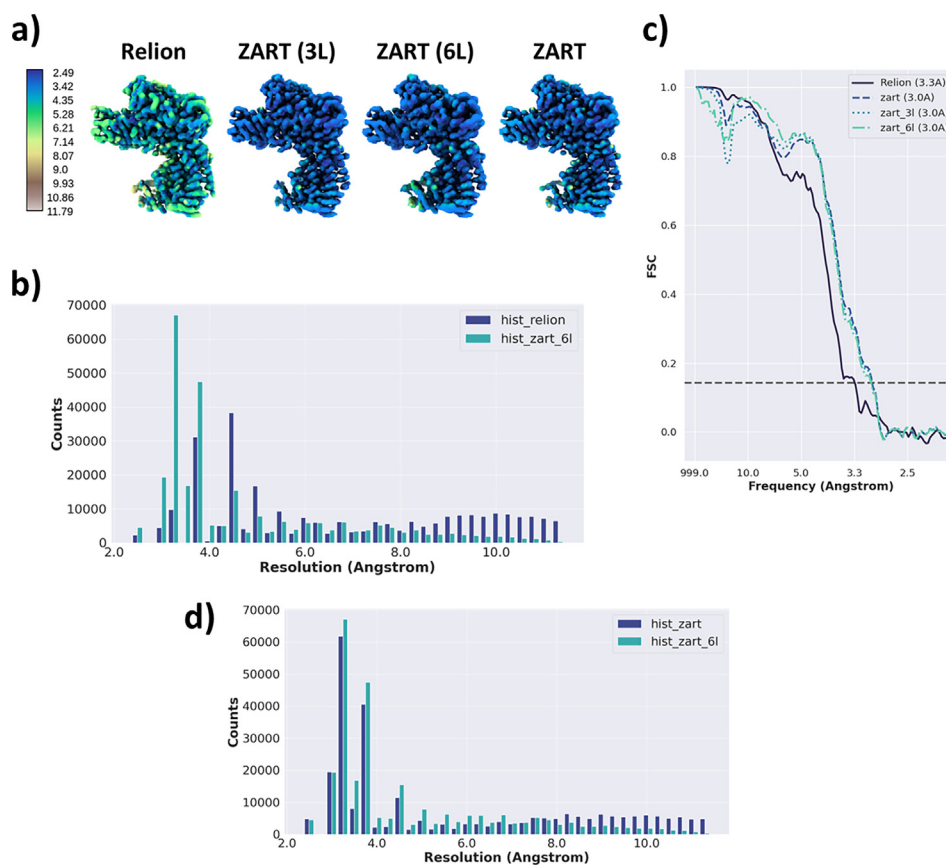 a)
Relion
ZART (3L)
ZART (6L)
ZART
2.49
3.42
4.35
5.28
6.21
7.14
8.07
9.0
9.93
10.86
11.79
c)
1.0
0.8
0.6
0.4
0.2
0.0
FSC
Relion (3.3A)
zart (3.0A)
zart_3l (3.0A
zart_6l (3.0A
999.0
10.0
5.0
3.3
2.5
Frequency (Angstrom)
b)
70000
60000
50000
40000
30000
20000
10000
0
Counts
hist_relion
hist_zart_6l
2.0
4.0
6.0
8.0
10.0
Resolution (Angstrom)
d)
70000
60000
50000
40000
30000
20000
10000
0
Counts
hist_zart
hist_zart_6l
2.0
4.0
6.0
8.0
10.0
Resolution (Angstrom)